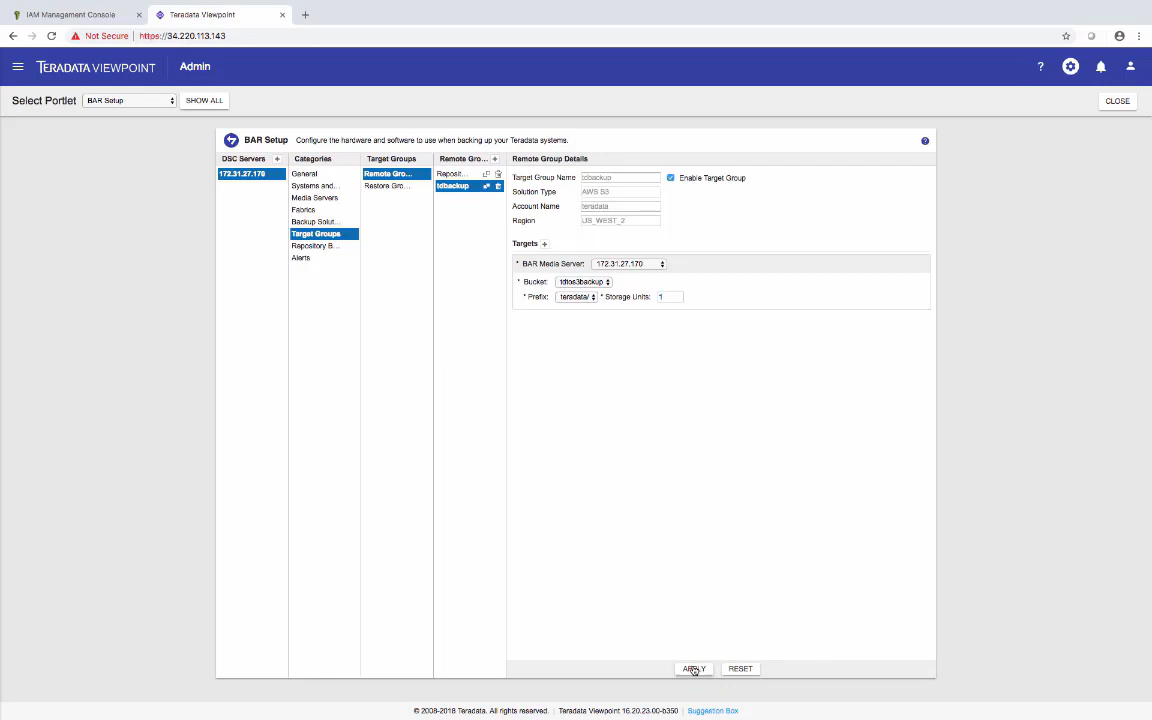 IAM Management Console
Teradata Viewpoint
Not Secure https://34.220.113.143
TERADATA VIEWPOINT Admin
Select Portlet BAR Setup SHOW ALL CLOSE
BAR Setup Configure the hardware and software to use when backing up your Teradata systems.
DSC Servers Categories Target Groups Remote Gro... Remote Group Details
172.31.27.170
General
Systems and...
Media Servers
Fabrics
Backup Solut...
Target Groups
Repository B...
Alerts
Remote Gro...
Restore Gro...
Reposit...
tdbackup
Target Group Name tdbackup Enable Target Group
Solution Type AWS S3
Account Name teradata
Region US_WEST_2
Targets
* BAR Media Server: 172.31.27.170
* Bucket: tdtos3backup
* Prefix: teradata/ * Storage Units: 1
APPLY RESET
© 2008-2018 Teradata. All rights reserved. | Teradata Viewpoint 16.20.23.00-b350 | Suggestion Box